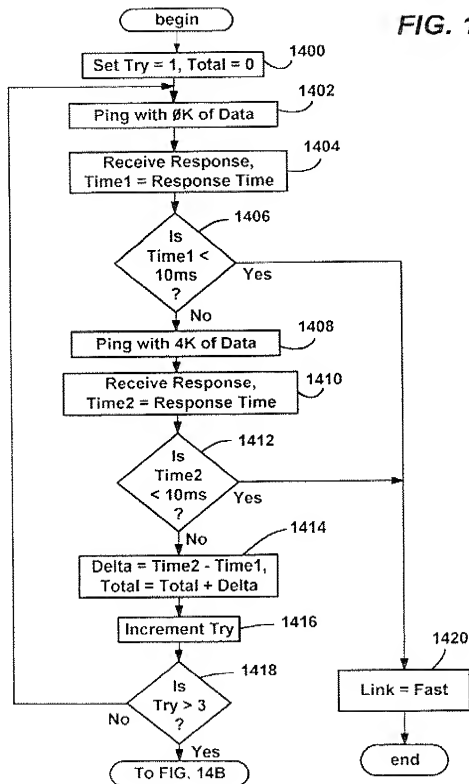 begin
FIG. 1
Set Try = 1, Total = 0
1400
1402
Ping with ØK of Data
1404
Receive Response,
Time1 = Response Time
1406
Is
Time1 <
10ms
?
Yes
No
1408
Ping with 4K of Data
1410
Receive Response,
Time2 = Response Time
1412
Is
Time2
< 10ms
?
Yes
No
1414
Delta = Time2 - Time1,
Total = Total + Delta
1416
Increment Try
1418
Is
Try > 3
?
No
Yes
To FIG. 14B
1420
Link = Fast
end